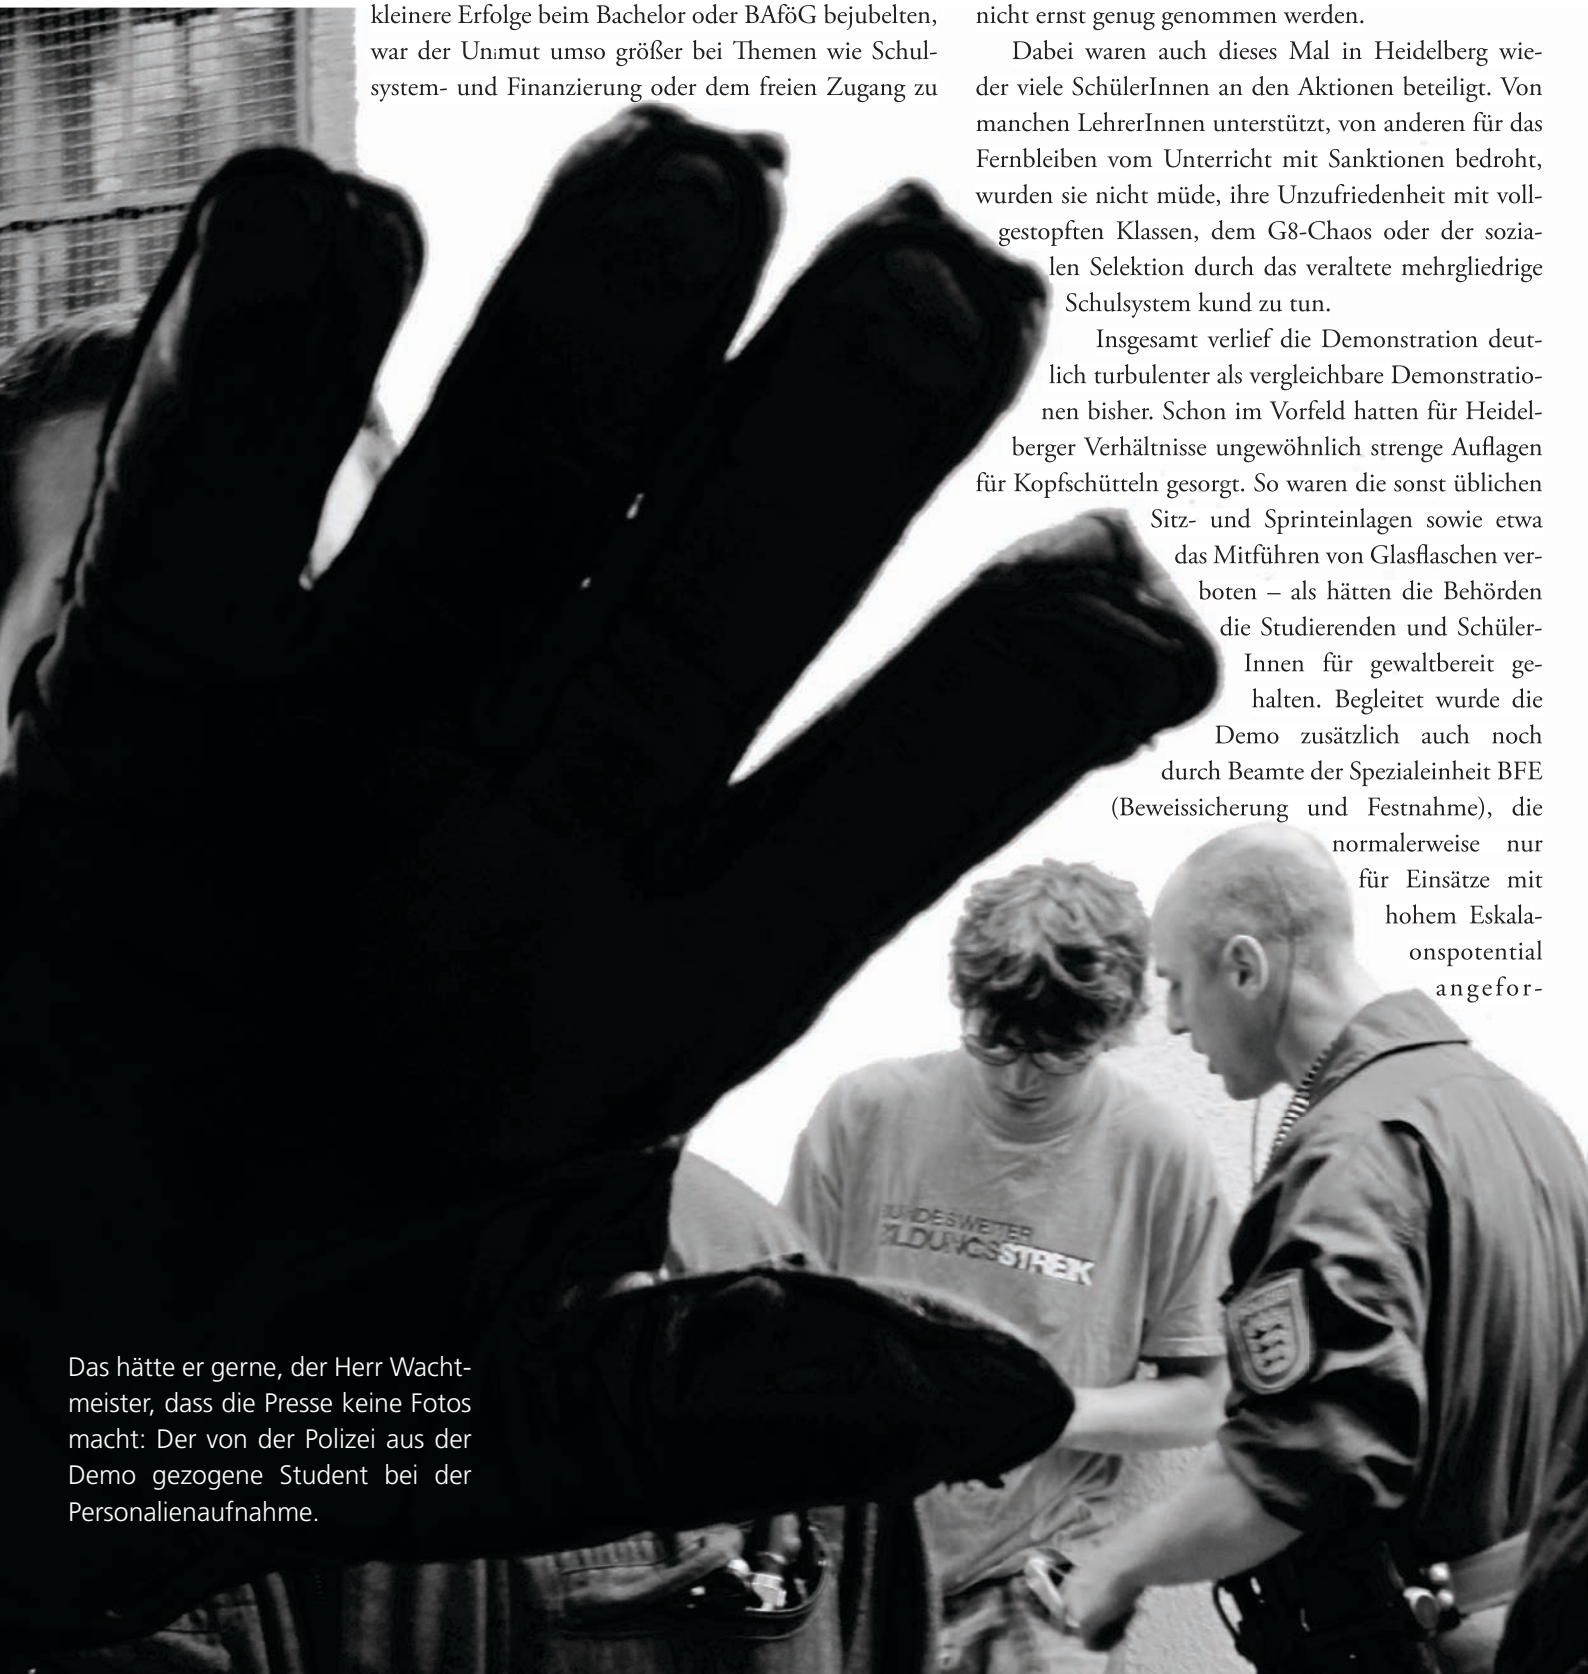 kleinere Erfolge beim Bachelor oder BAföG bejubelten,
war der Unimut umso größer bei Themen wie Schul-
system- und Finanzierung oder dem freien Zugang zu
nicht ernst genug genommen werden.
Dabei waren auch dieses Mal in Heidelberg wie-
der viele SchülerInnen an den Aktionen beteiligt. Von
manchen LehrerInnen unterstützt, von anderen für das
Fernbleiben vom Unterricht mit Sanktionen bedroht,
wurden sie nicht müde, ihre Unzufriedenheit mit voll-
gestopften Klassen, dem G8-Chaos oder der sozia-
len Selektion durch das veraltete mehrgliedrige
Schulsystem kund zu tun.
Insgesamt verlief die Demonstration deut-
lich turbulenter als vergleichbare Demonstratio-
nen bisher. Schon im Vorfeld hatten für Heidel-
berger Verhältnisse ungewöhnlich strenge Auflagen
für Kopfschütteln gesorgt. So waren die sonst üblichen
Sitz- und Sprinteinlagen sowie etwa
das Mitführen von Glasflaschen ver-
boten – als hätten die Behörden
die Studierenden und Schüler-
Innen für gewaltbereit ge-
halten. Begleitet wurde die
Demo zusätzlich auch noch
durch Beamte der Spezialeinheit BFE
(Beweissicherung und Festnahme), die
normalerweise nur
für Einsätze mit
hohem Eskala-
onspotential
angefor-
BUNDESWEITER
BILDUNGSSTREIK
Das hätte er gerne, der Herr Wacht-
meister, dass die Presse keine Fotos
macht: Der von der Polizei aus der
Demo gezogene Student bei der
Personalienaufnahme.